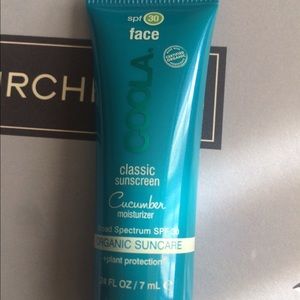 spf 30
face
COOLA
classic
sunscreen
Cucumber
moisturizer
Broad Spectrum SPF 30
ORGANIC SUNCARE
+plant protection
FL OZ / 7 mL e